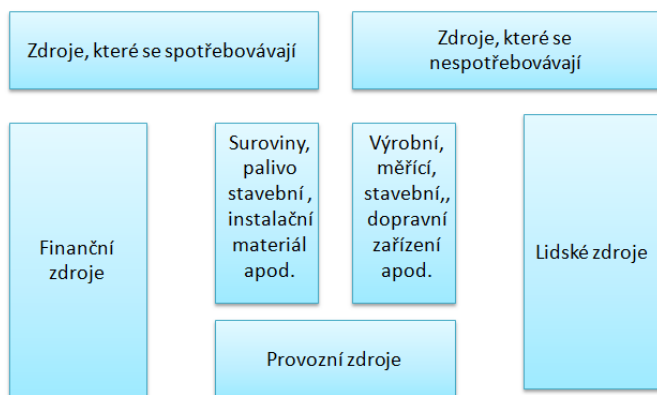 Zdroje, které se spotřebovávají
Zdroje, které se
nespotřebovávají
Finanční
zdroje
Suroviny,
palivo
stavební ,
instalační
materiál
apod.
Výrobní,
měřící,
stavební,,
dopravní
zařízení
apod.
Lidské zdroje
Provozní zdroje